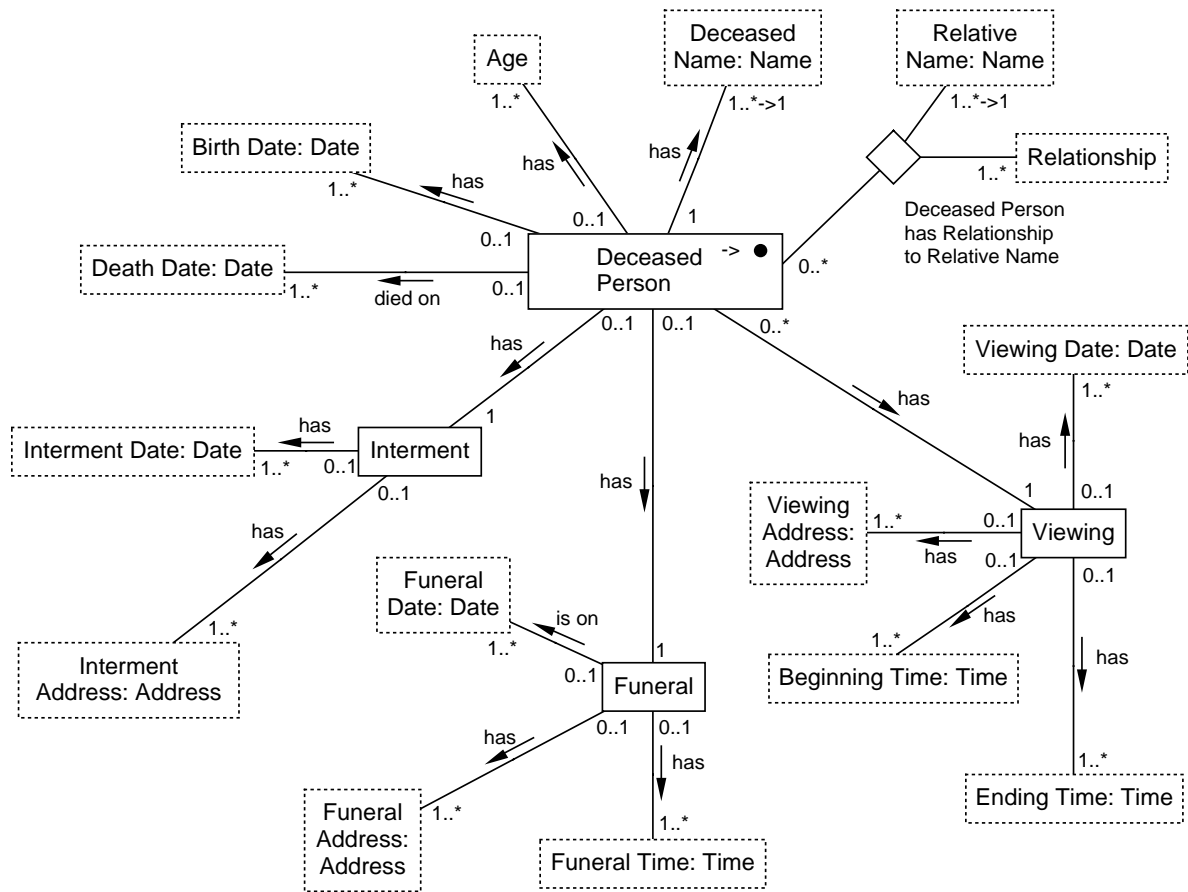 Age
1..*
Deceased
Name: Name
1..*->1
Relative
Name: Name
1..*->1
Birth Date: Date
1..*
has
has
has
Relationship
1..*
0..1
0..1
1
Deceased Person
has Relationship
to Relative Name
Death Date: Date
1..*
died on
0..1
Deceased
Person
->
0..*
0..1
0..1
0..*
has
Viewing Date: Date
1..*
has
1
Interment Date: Date
1..*
has
0..1
Interment
0..1
has
has
1
0..1
Viewing
Address:
Address
1..*
has
0..1
Viewing
0..1
0..1
has
Funeral
Date: Date
1..*
is on
0..1
1
has
1..*
Beginning Time: Time
has
1..*
Interment
Address: Address
Funeral
0..1
0..1
has
has
1..*
Funeral
Address:
Address
1..*
Funeral Time: Time
1..*
Ending Time: Time